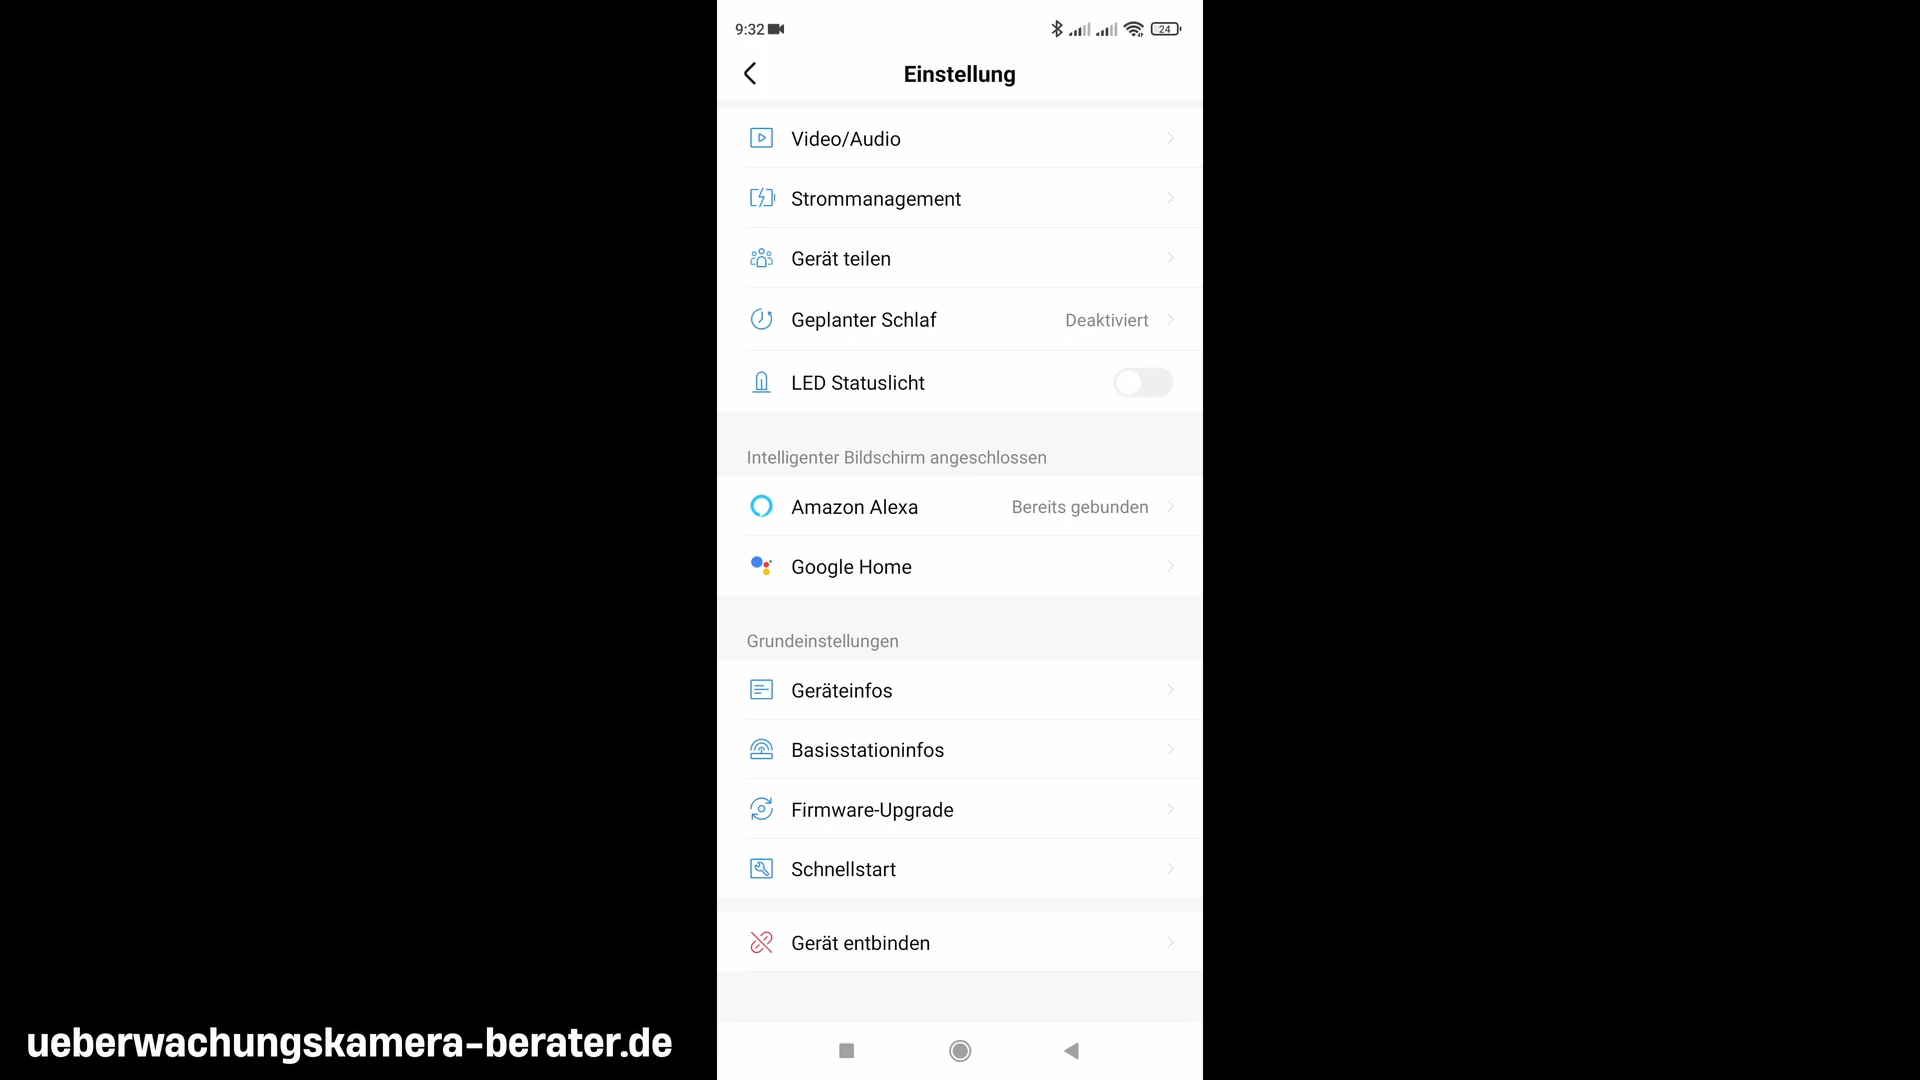 9:32
24
Einstellung
Video/Audio
Strommanagement
Gerät teilen
Geplanter Schlaf Deaktiviert
LED Statuslicht
Intelligenter Bildschirm angeschlossen
Amazon Alexa Bereits gebunden
Google Home
Grundeinstellungen
Geräteinfos
Basisstationinfos
Firmware-Upgrade
Schnellstart
Gerät entbinden
ueberwachungskamera-berater.de